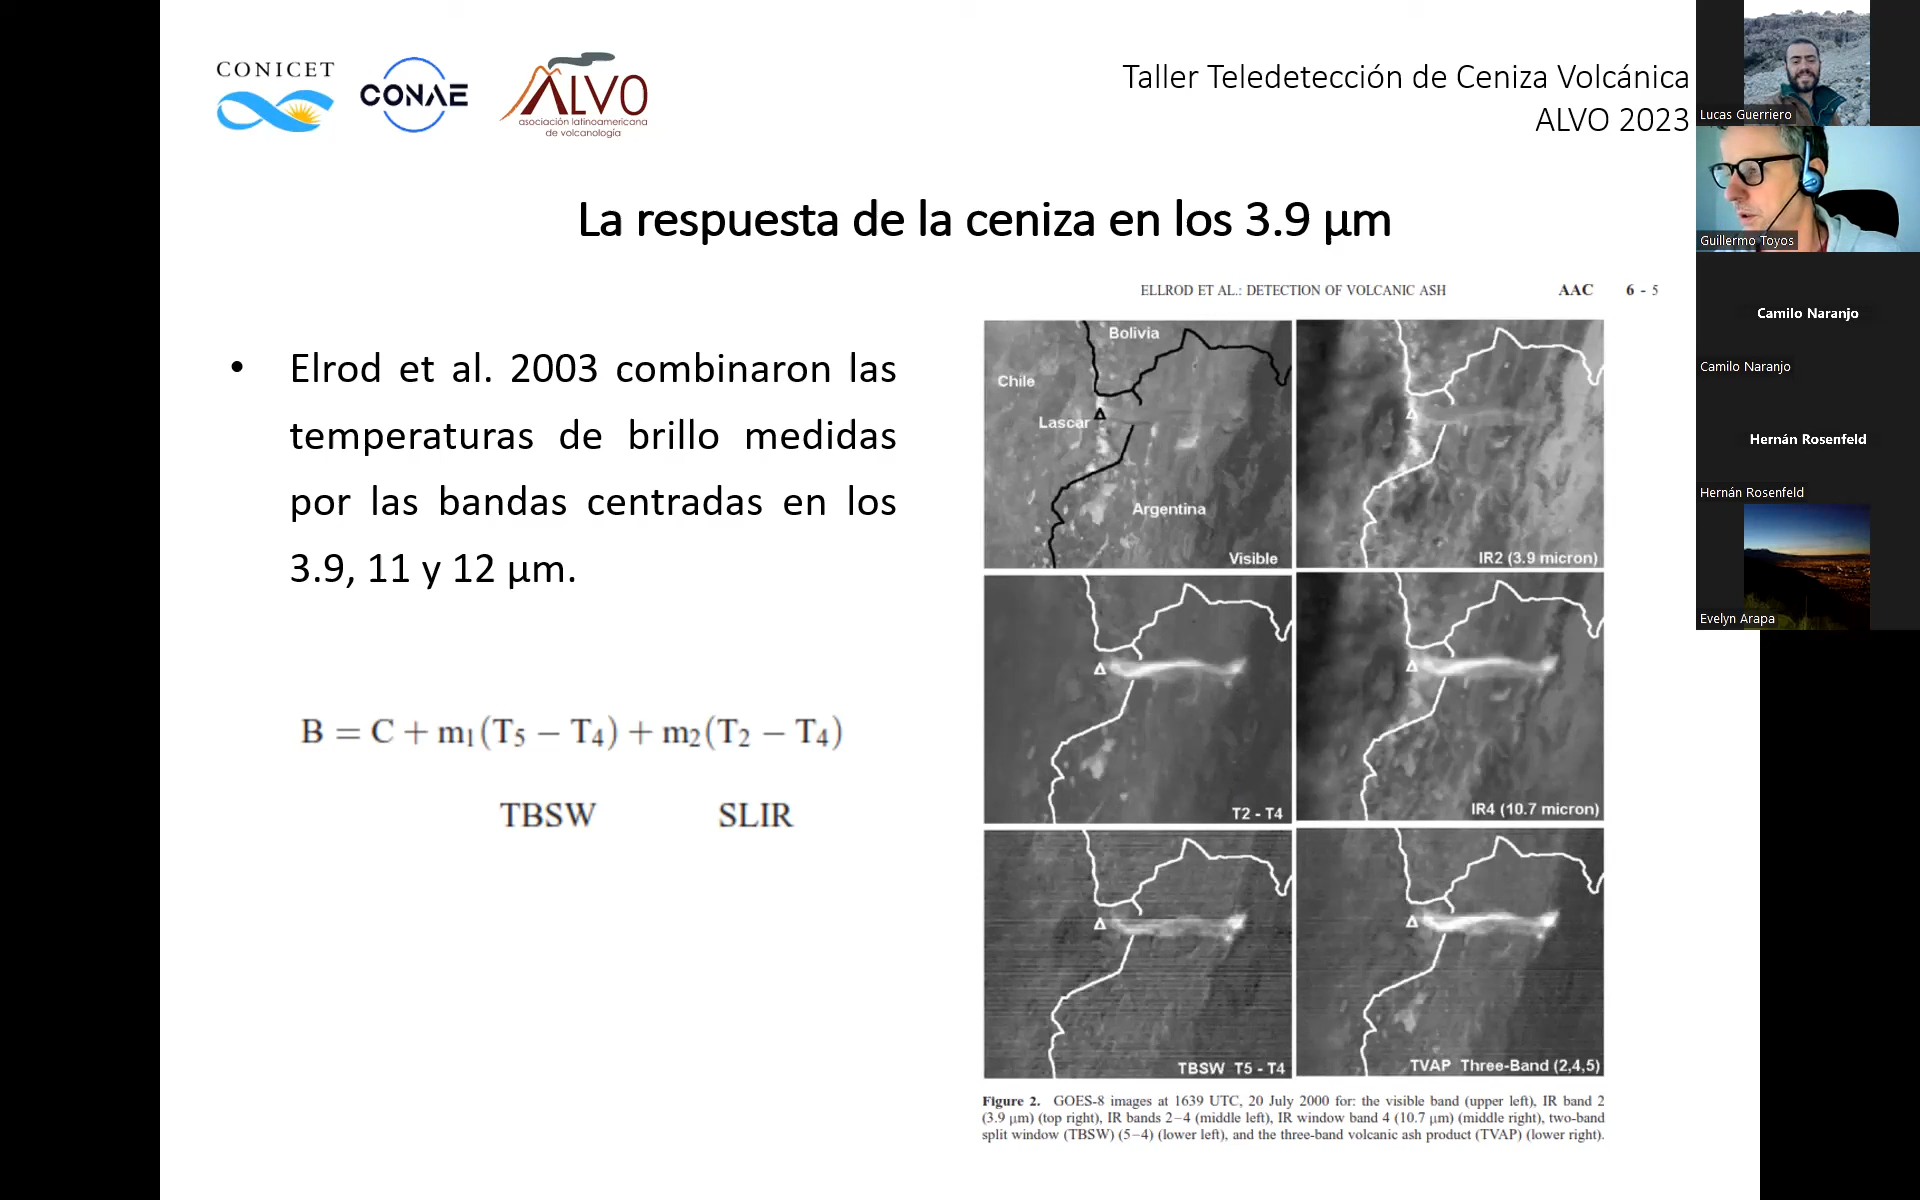 CONICET
CONAE
ALVO
asociación latinoamericana
de volcanología
Taller Teledetección de Ceniza Volcánica
ALVO 2023
La respuesta de la ceniza en los 3.9 µm
• Elrod et al. 2003 combinaron las
temperaturas de brillo medidas
por las bandas centradas en los
3.9, 11 y 12 µm.
B = C + m₁(T₅ − T₄) + m₂(T₂ − T₄)
TBSW SLIR
ELLROD ET AL.: DETECTION OF VOLCANIC ASH AAC 6 - 5
Bolivia
Chile
Lascar
Argentina
Visible
IR2 (3.9 micron)
T2 - T4
IR4 (10.7 micron)
TBSW T5 - T4
TVAP Three-Band (2,4,5)
Figure 2. GOES-8 images at 1639 UTC, 20 July 2000 for: the visible band (upper left), IR band 2
(3.9 µm) (top right), IR bands 2–4 (middle left), IR window band 4 (10.7 µm) (middle right), two-band
split window (TBSW) (5–4) (lower left), and the three-band volcanic ash product (TVAP) (lower right).
Lucas Guerriero
Guillermo Toyos
Camilo Naranjo
Camilo Naranjo
Hernán Rosenfeld
Hernán Rosenfeld
Evelyn Arapa